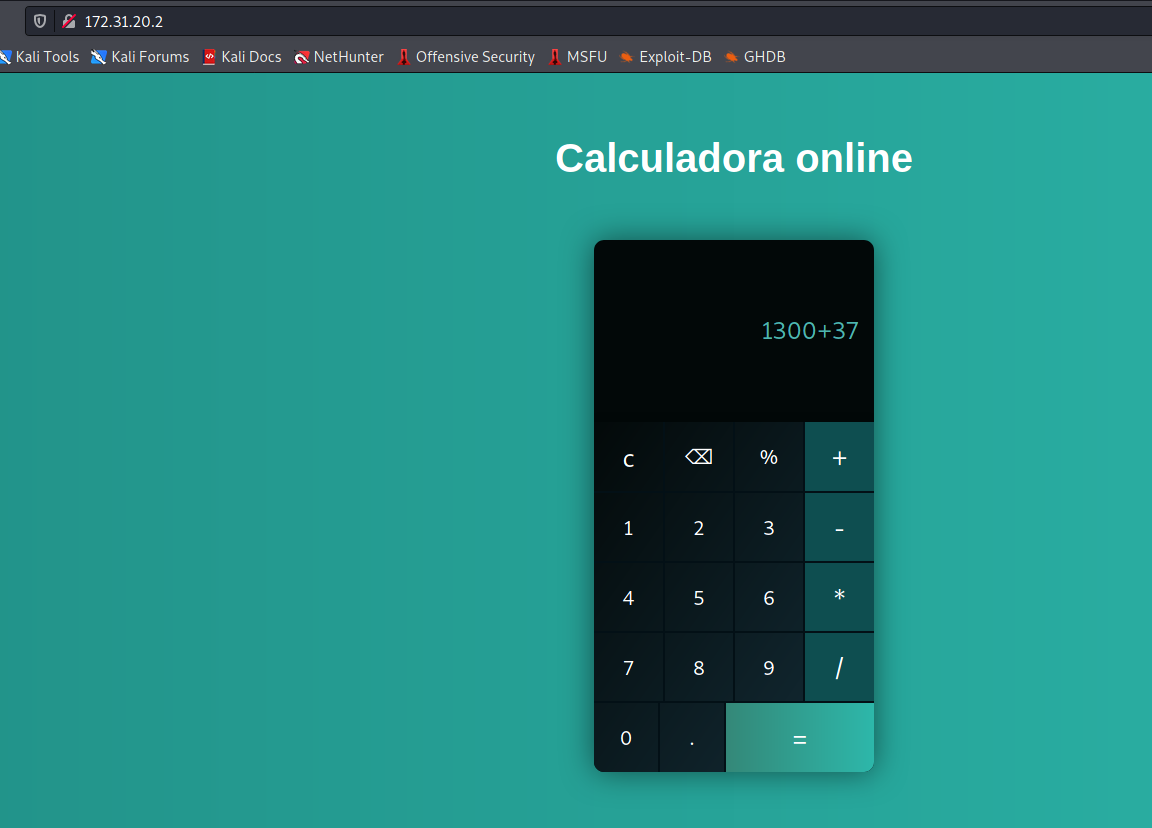 172.31.20.2
Kali Tools Kali Forums Kali Docs NetHunter Offensive Security MSFU Exploit-DB GHDB
Calculadora online
1300+37
c ⌫ % +
1 2 3 -
4 5 6 *
7 8 9 /
0 . =